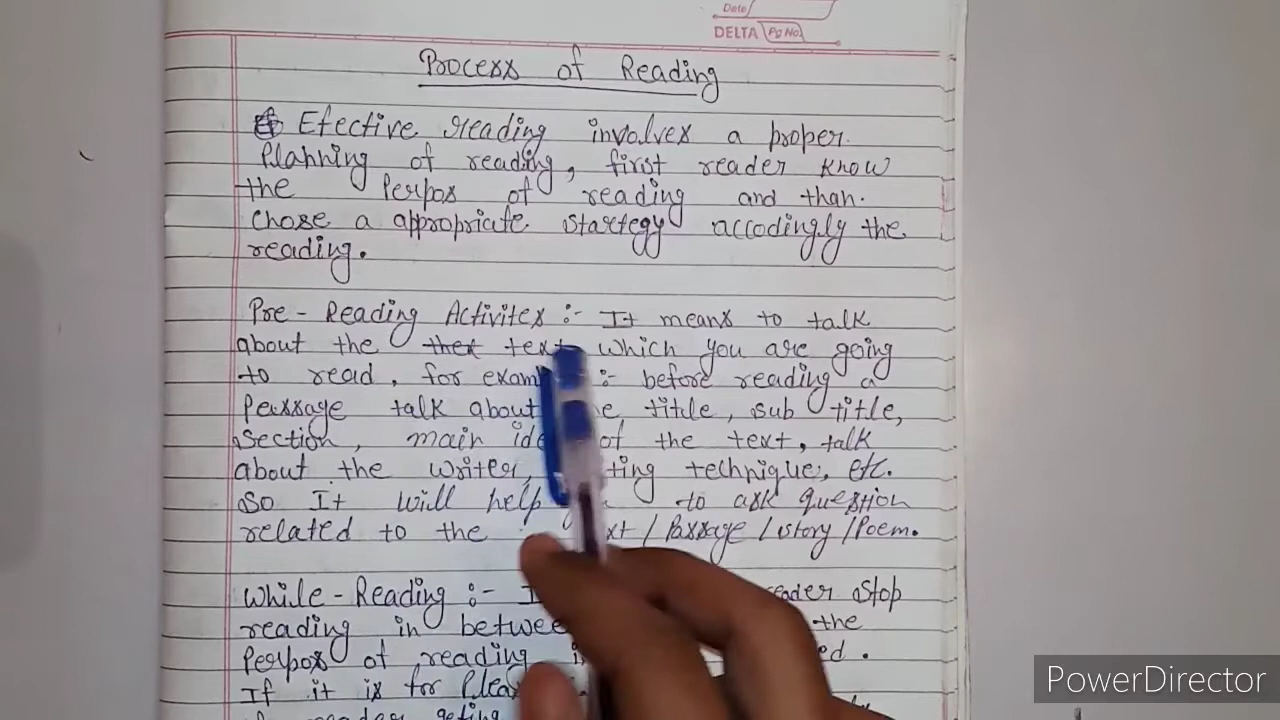 Date
DELTA Pg No.
Process of Reading
Efective reading involves a proper.
Planning of reading, first reader know
the Perpos of reading and than.
chose a appropriate startegy accodingly the.
reading.
Pre - Reading Activites :- It means to talk
about the thet text which you are going
to read, for exam :- before reading a
Passage talk about title, sub title,
Section, main of the text, talk
about the writer, technique, etc.
So It will help to ask question
related to the / Passage / story / Poem.
While - Reading :- reader stop
reading in the
Perpos of reading
If it is for
PowerDirector